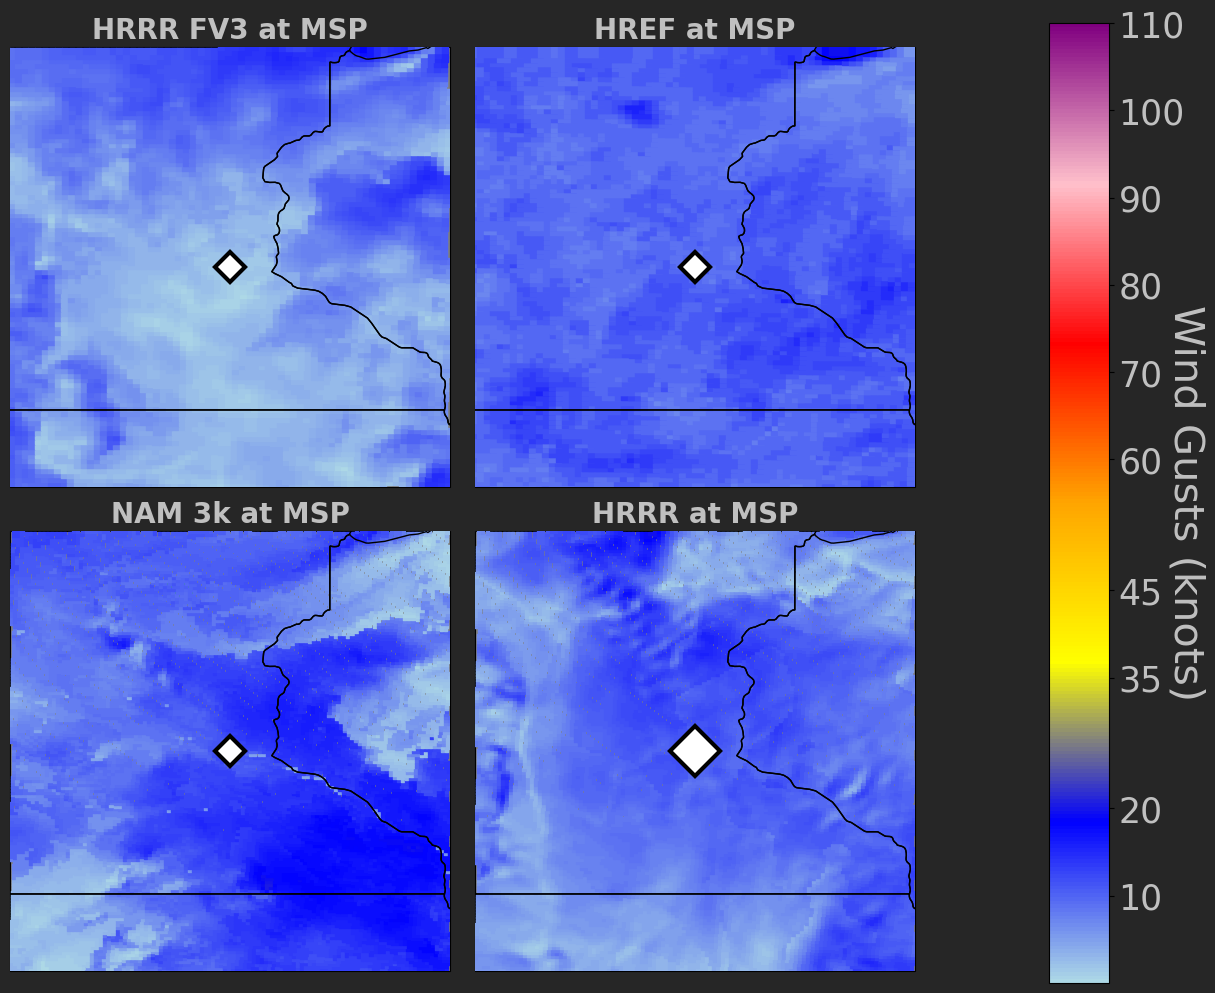 HRRR FV3 at MSP
HREF at MSP
NAM 3k at MSP
HRRR at MSP
110
100
90
80
70
60
45
35
20
10
Wind Gusts (knots)